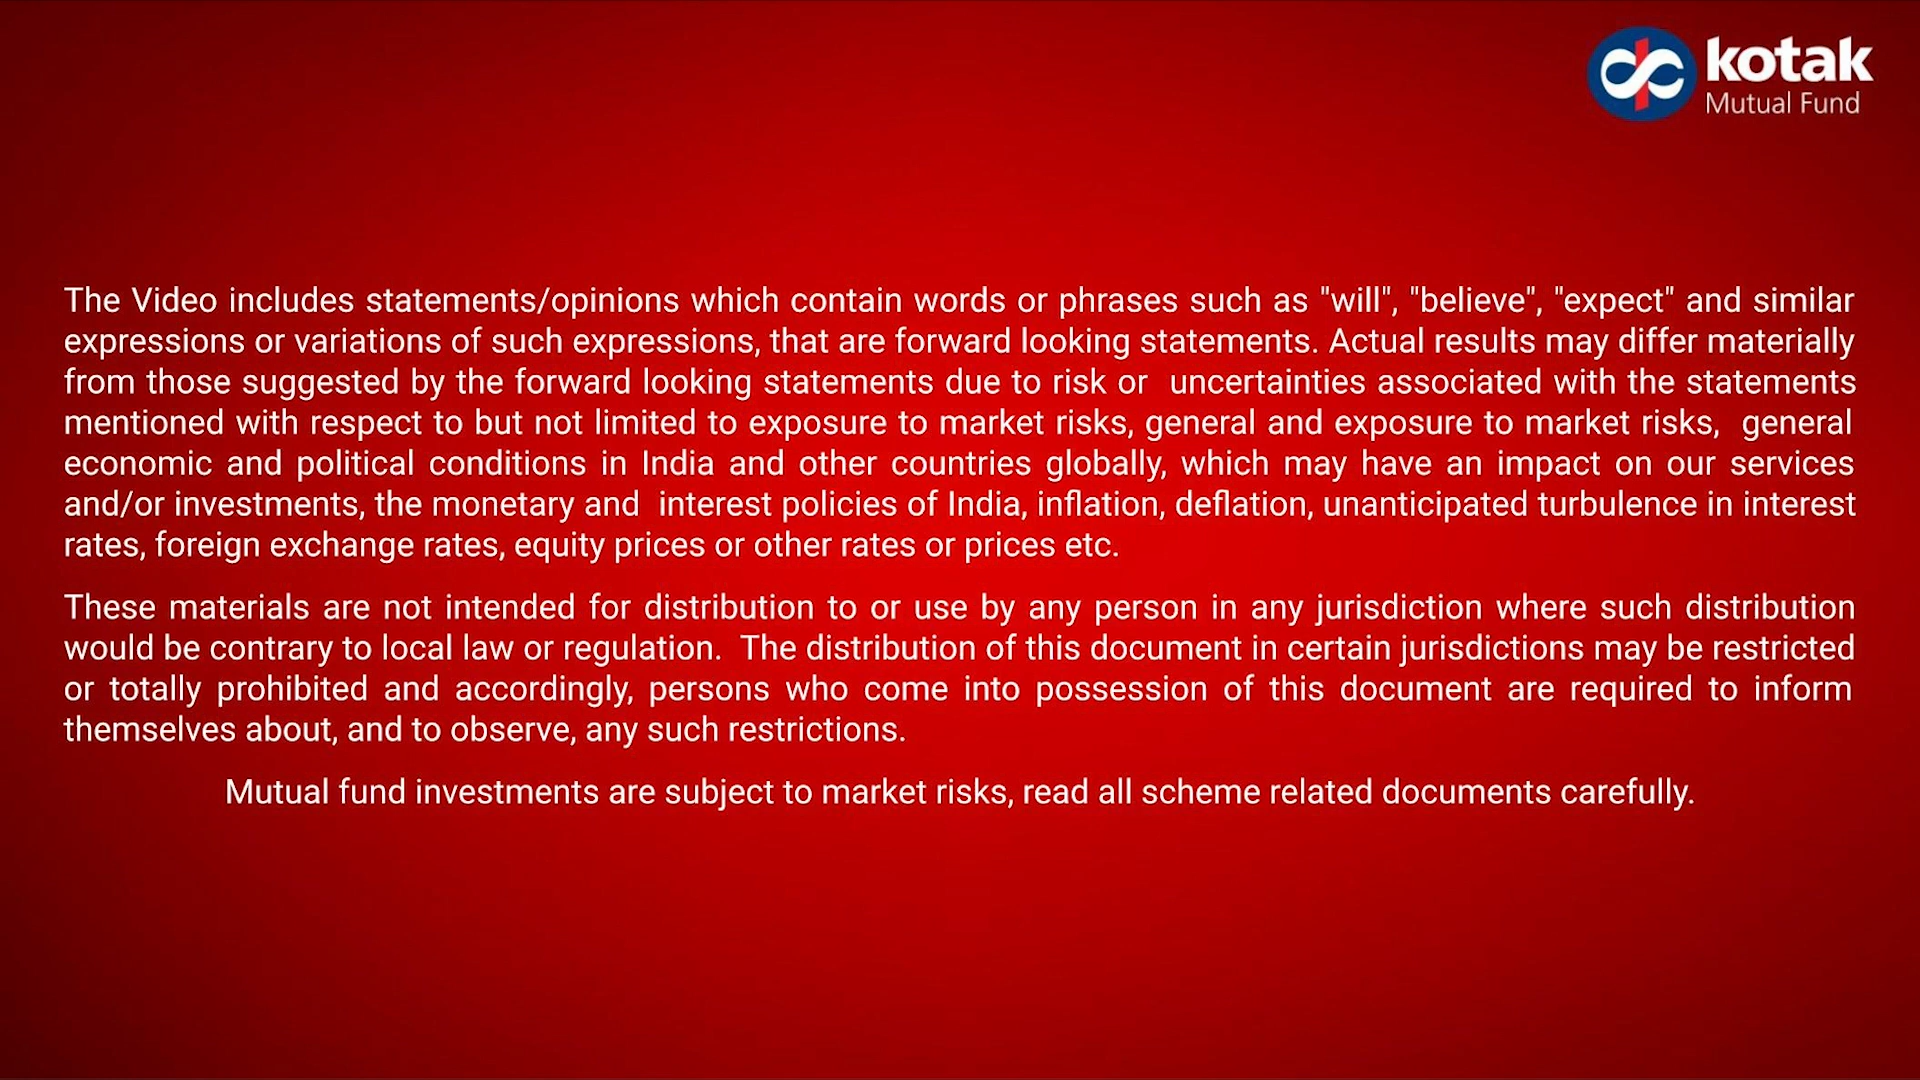 kotak
Mutual Fund
The Video includes statements/opinions which contain words or phrases such as "will", "believe", "expect" and similar
expressions or variations of such expressions, that are forward looking statements. Actual results may differ materially
from those suggested by the forward looking statements due to risk or uncertainties associated with the statements
mentioned with respect to but not limited to exposure to market risks, general and exposure to market risks, general
economic and political conditions in India and other countries globally, which may have an impact on our services
and/or investments, the monetary and interest policies of India, inflation, deflation, unanticipated turbulence in interest
rates, foreign exchange rates, equity prices or other rates or prices etc.
These materials are not intended for distribution to or use by any person in any jurisdiction where such distribution
would be contrary to local law or regulation. The distribution of this document in certain jurisdictions may be restricted
or totally prohibited and accordingly, persons who come into possession of this document are required to inform
themselves about, and to observe, any such restrictions.
Mutual fund investments are subject to market risks, read all scheme related documents carefully.